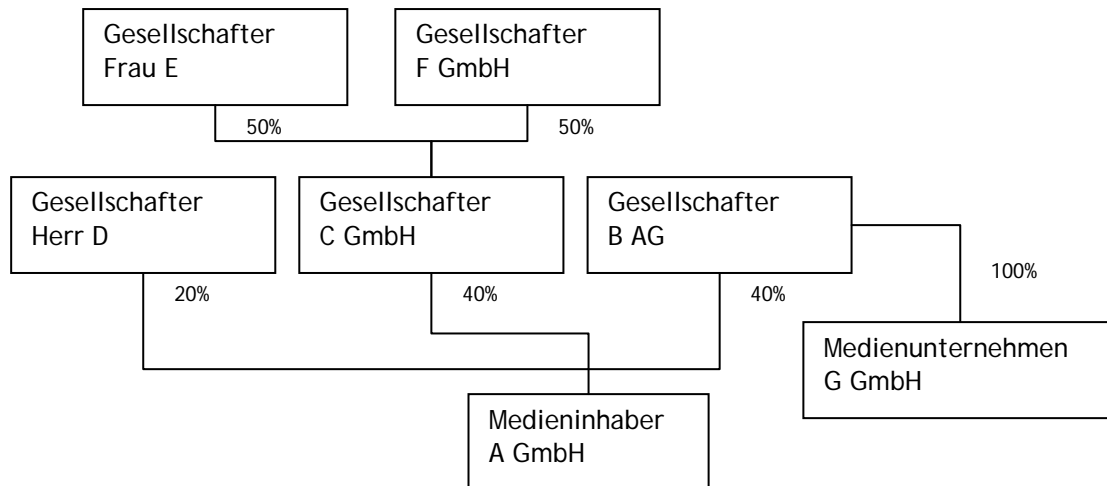 Gesellschafter
Frau E
Gesellschafter
F GmbH
50%
50%
Gesellschafter
Herr D
Gesellschafter
C GmbH
Gesellschafter
B AG
20%
40%
40%
100%
Medienunternehmen
G GmbH
Medieninhaber
A GmbH